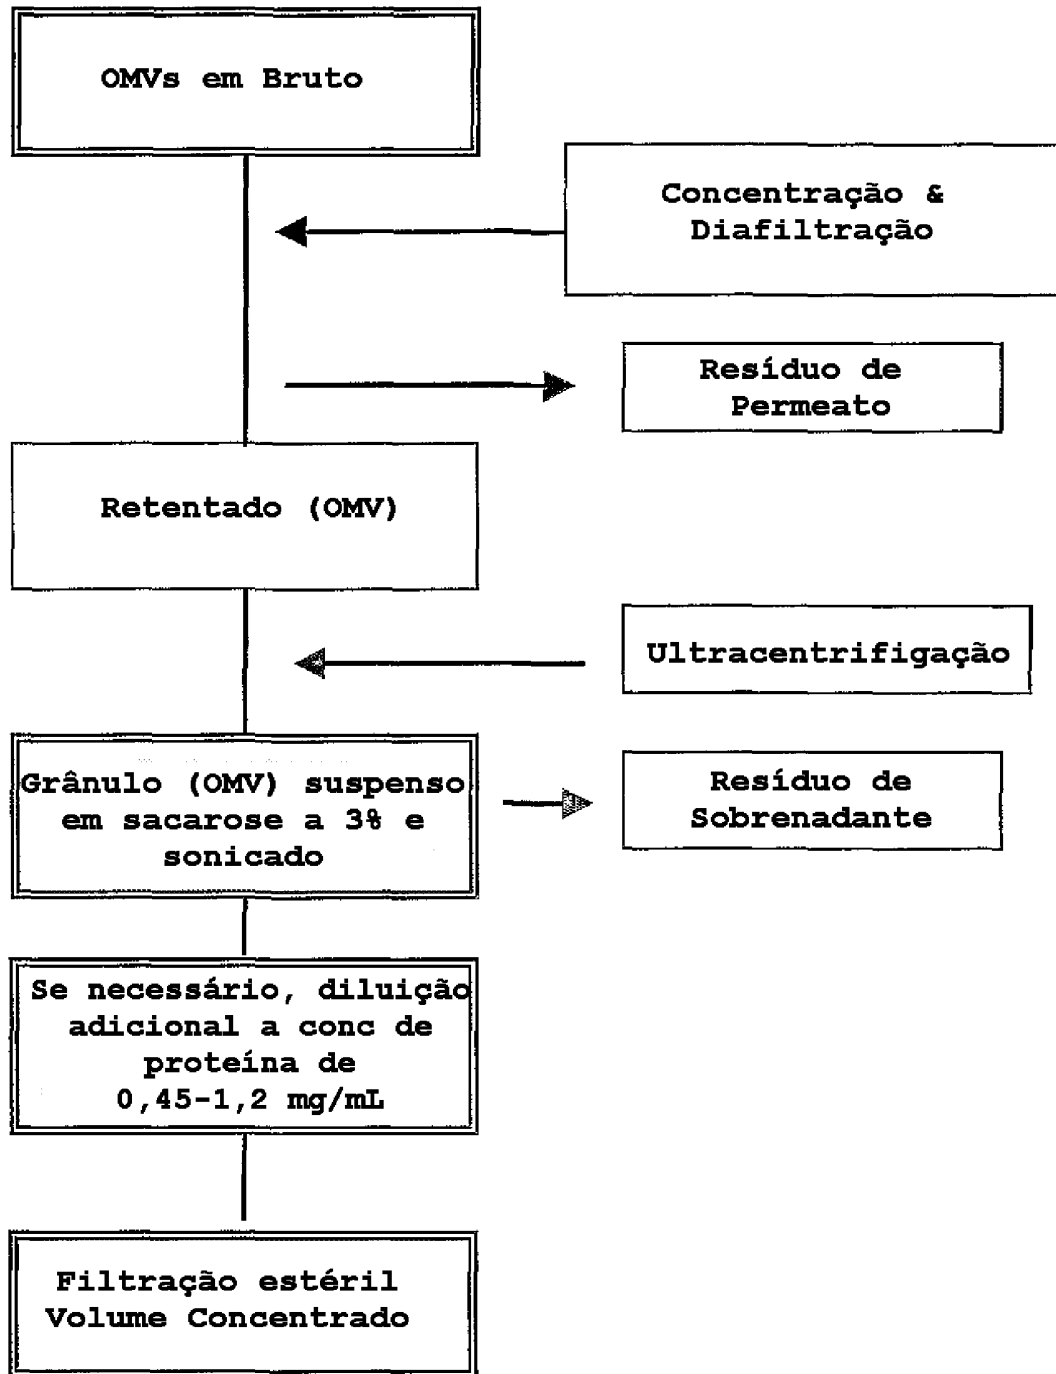 OMVs em Bruto
Concentração &
Diafiltração
Resíduo de
Permeato
Retentado (OMV)
Ultracentrifigação
Grânulo (OMV) suspenso
em sacarose a 3% e
sonicado
Resíduo de
Sobrenadante
Se necessário, diluição
adicional a conc de
proteína de
0,45-1,2 mg/mL
Filtração estéril
Volume Concentrado